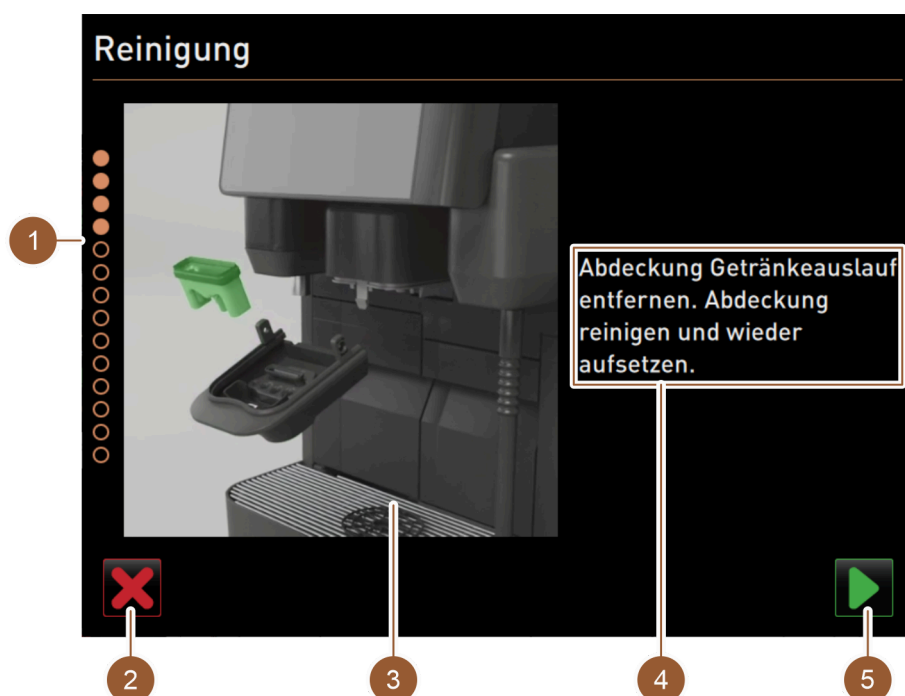 Reinigung
1
Abdeckung Getränkeauslauf
entfernen. Abdeckung
reinigen und wieder
aufsetzen.
2
3
4
5